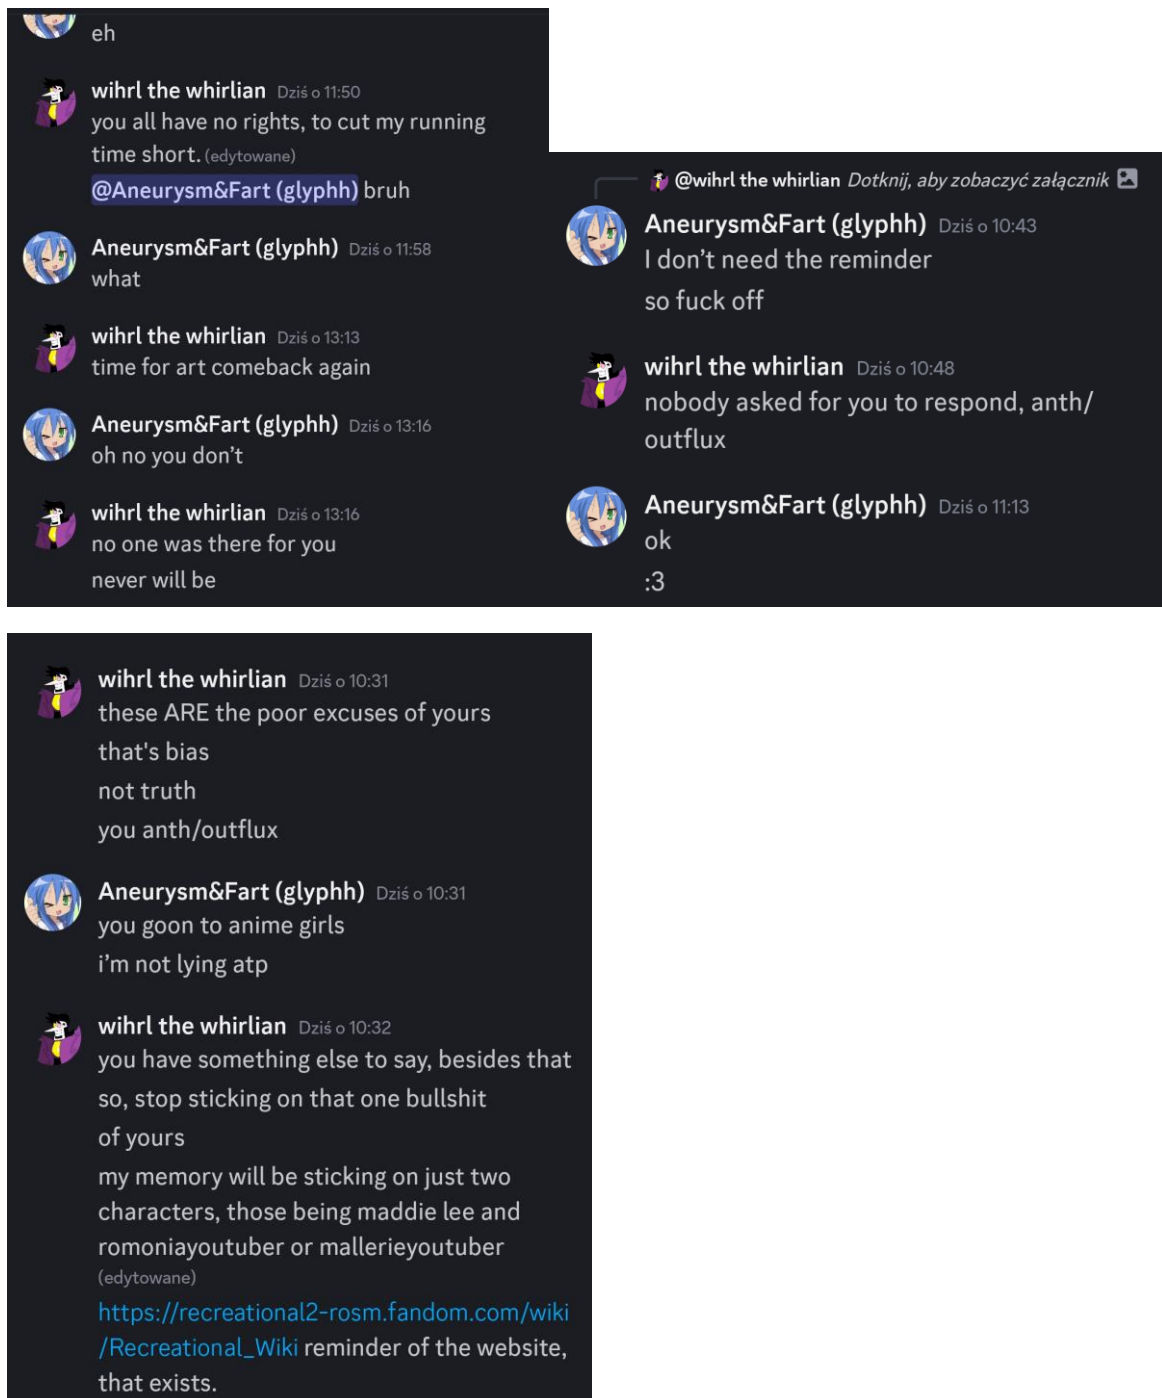 eh
wihrl the whirlian Dziś o 11:50
you all have no rights, to cut my running
time short. (edytowane)
@Aneurysm&Fart (glyphh) bruh
Aneurysm&Fart (glyphh) Dziś o 11:58
what
wihrl the whirlian Dziś o 13:13
time for art comeback again
Aneurysm&Fart (glyphh) Dziś o 13:16
oh no you don't
wihrl the whirlian Dziś o 13:16
no one was there for you
never will be
@wihrl the whirlian Dotknij, aby zobaczyć załącznik
Aneurysm&Fart (glyphh) Dziś o 10:43
I don't need the reminder
so fuck off
wihrl the whirlian Dziś o 10:48
nobody asked for you to respond, anth/
outflux
Aneurysm&Fart (glyphh) Dziś o 11:13
ok
:3
wihrl the whirlian Dziś o 10:31
these ARE the poor excuses of yours
that's bias
not truth
you anth/outflux
Aneurysm&Fart (glyphh) Dziś o 10:31
you goon to anime girls
i'm not lying atp
wihrl the whirlian Dziś o 10:32
you have something else to say, besides that
so, stop sticking on that one bullshit
of yours
my memory will be sticking on just two
characters, those being maddie lee and
romoniayoutuber or mallerieyoutuber
(edytowane)
https://recreational2-rosm.fandom.com/wiki
/Recreational_Wiki reminder of the website,
that exists.